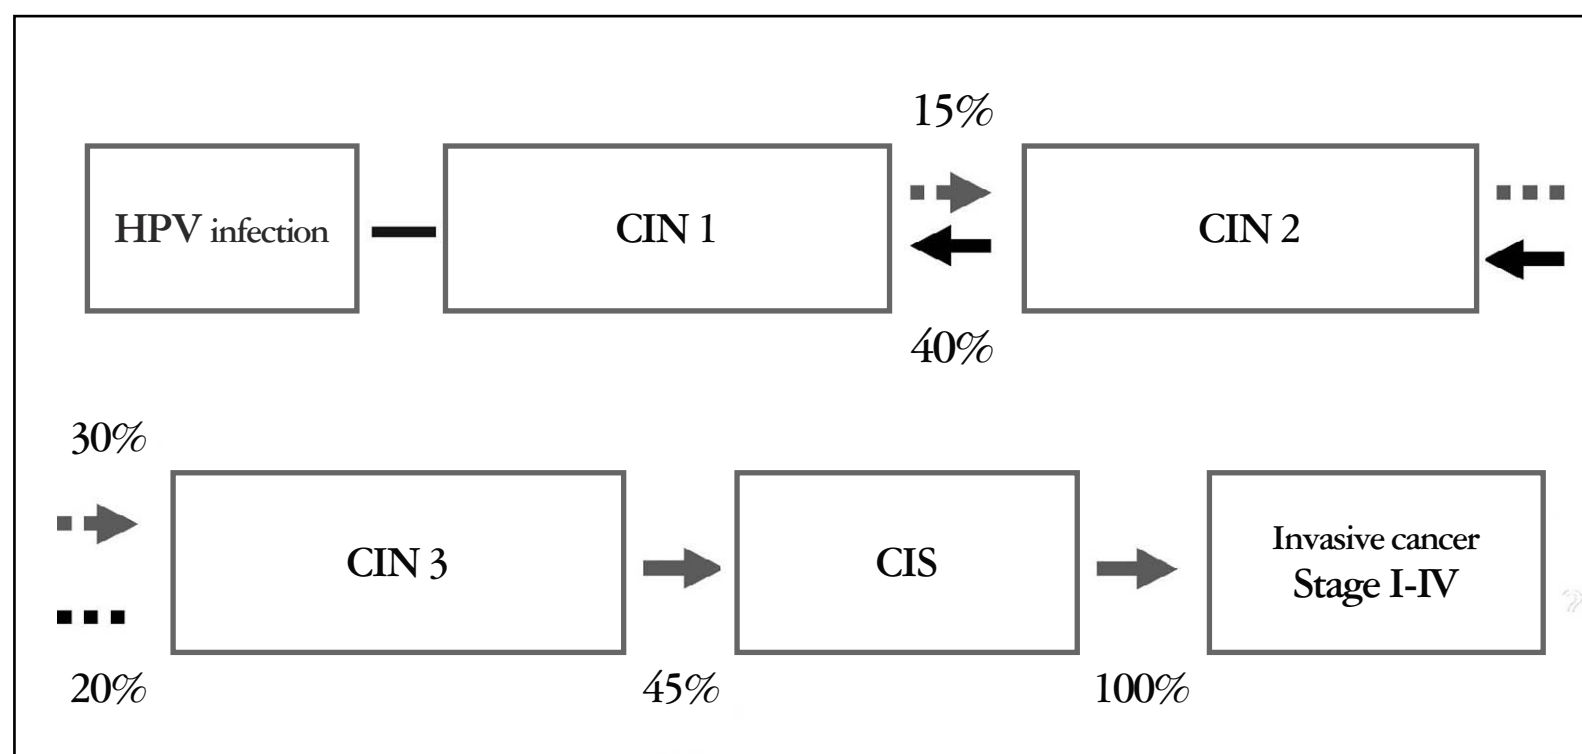 15%
HPV infection
CIN 1
CIN 2
40%
30%
CIN 3
CIS
Invasive cancer
Stage I-IV
20%
45%
100%